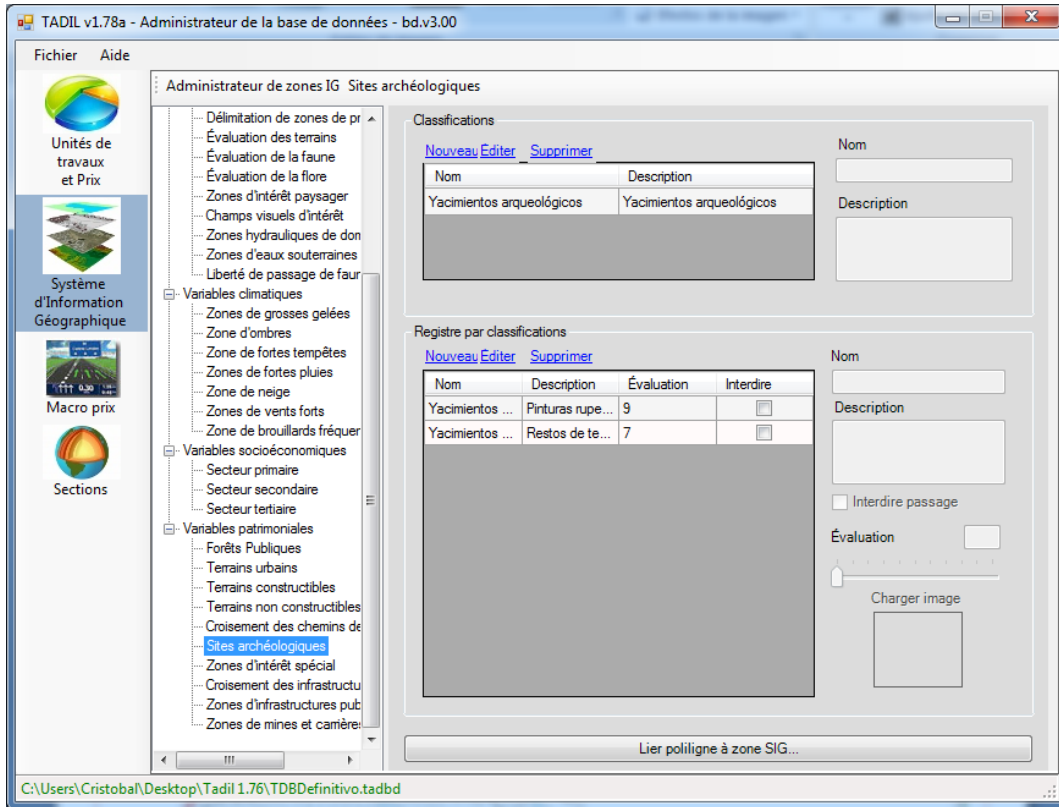 TADIL v1.78a - Administrateur de la base de données - bd.v3.00
Fichier Aide
Unités de
travaux
et Prix
Système
d'Information
Géographique
Macro prix
Sections
Administrateur de zones IG Sites archéologiques
Délimitation de zones de pr
Évaluation des terrains
Évaluation de la faune
Évaluation de la flore
Zones d'intérêt paysager
Champs visuels d'intérêt
Zones hydrauliques de don
Zones d'eaux souterraines
Liberté de passage de faur
Variables climatiques
Zones de grosses gelées
Zone d'ombres
Zone de fortes tempêtes
Zones de fortes pluies
Zone de neige
Zones de vents forts
Zone de brouillards fréquer
Variables socioéconomiques
Secteur primaire
Secteur secondaire
Secteur tertiaire
Variables patrimoniales
Forêts Publiques
Terrains urbains
Terrains constructibles
Terrains non constructibles
Croisement des chemins de
Sites archéologiques
Zones d'intérêt spécial
Croisement des infrastructu
Zones d'infrastructures pub
Zones de mines et carrière
Classifications
Nouveau Éditer Supprimer
Nom Description
Yacimientos arqueológicos Yacimientos arqueológicos
Nom
Description
Registre par classifications
Nouveau Éditer Supprimer
Nom Description Évaluation Interdire
Yacimientos ... Pinturas rupe... 9
Yacimientos ... Restos de te... 7
Nom
Description
Interdire passage
Évaluation
Charger image
Lier poliligne à zone SIG...
C:\Users\Cristobal\Desktop\Tadil 1.76\TDBDefinitivo.tadbd